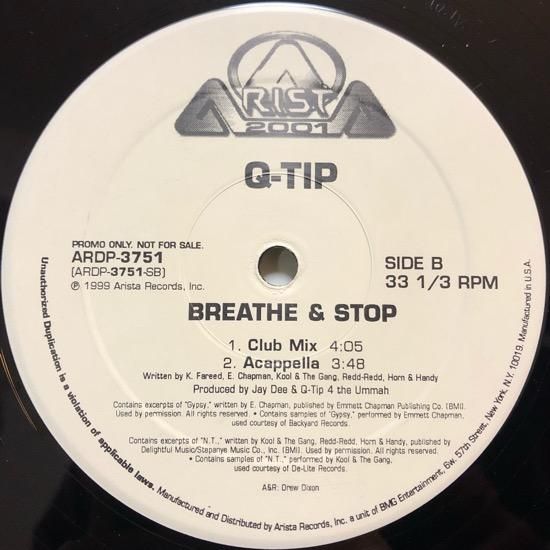 ARIST
2001
Q-TIP
PROMO ONLY. NOT FOR SALE.
ARDP-3751
(ARDP-3751-SB)
℗ 1999 Arista Records, Inc.
SIDE B
33 1/3 RPM
BREATHE & STOP
1. Club Mix 4:05
2. Acappella 3:48
Written by K. Fareed, E. Chapman, Kool & The Gang, Redd-Redd, Horn & Handy
Produced by Jay Dee & Q-Tip 4 the Ummah
Contains excerpts of "Gypsy," written by E. Chapman, published by Emmett Chapman Publishing Co. (BMI).
Used by permission. All rights reserved. • Contains samples of "Gypsy," performed by Emmett Chapman,
used courtesy of Backyard Records.
Contains excerpts of "N.T.," written by Kool & The Gang, Redd-Redd, Horn & Handy, published by
Delightful Music/Stepanye Music Co., Inc. (BMI). Used by permission. All rights reserved.
• Contains samples of "N.T.," performed by Kool & The Gang,
used courtesy of De-Lite Records.
A&R: Drew Dixon
Unauthorized Duplication is a violation of applicable laws. Manufactured and Distributed by Arista Records, Inc. a unit of BMG Entertainment, 6w. 57th Street, New York, N.Y. 10019. Printed in U.S.A.